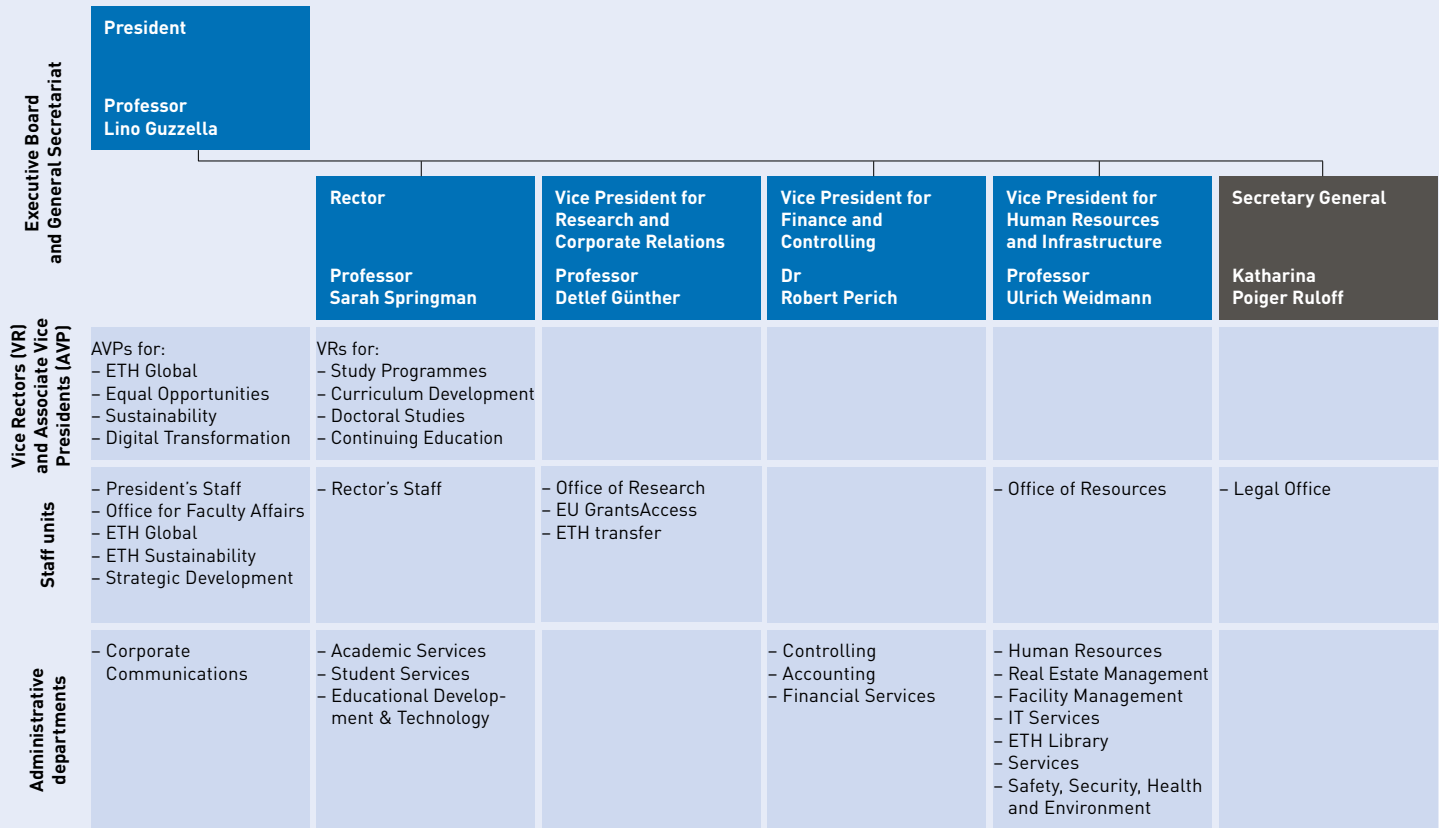 Executive Board
and General Secretariat
President
Professor
Lino Guzzella
Rector
Professor
Sarah Springman
Vice President for
Research and
Corporate Relations
Professor
Detlef Günther
Vice President for
Finance and
Controlling
Dr
Robert Perich
Vice President for
Human Resources
and Infrastructure
Professor
Ulrich Weidmann
Secretary General
Katharina
Poiger Ruloff
Vice Rectors (VR)
and Associate Vice
Presidents (AVP)
AVPs for:
– ETH Global
– Equal Opportunities
– Sustainability
– Digital Transformation
VRs for:
– Study Programmes
– Curriculum Development
– Doctoral Studies
– Continuing Education
Staff units
– President's Staff
– Office for Faculty Affairs
– ETH Global
– ETH Sustainability
– Strategic Development
– Rector's Staff
– Office of Research
– EU GrantsAccess
– ETH transfer
– Office of Resources
– Legal Office
Administrative
departments
– Corporate
Communications
– Academic Services
– Student Services
– Educational Develop-
ment & Technology
– Controlling
– Accounting
– Financial Services
– Human Resources
– Real Estate Management
– Facility Management
– IT Services
– ETH Library
– Services
– Safety, Security, Health
and Environment